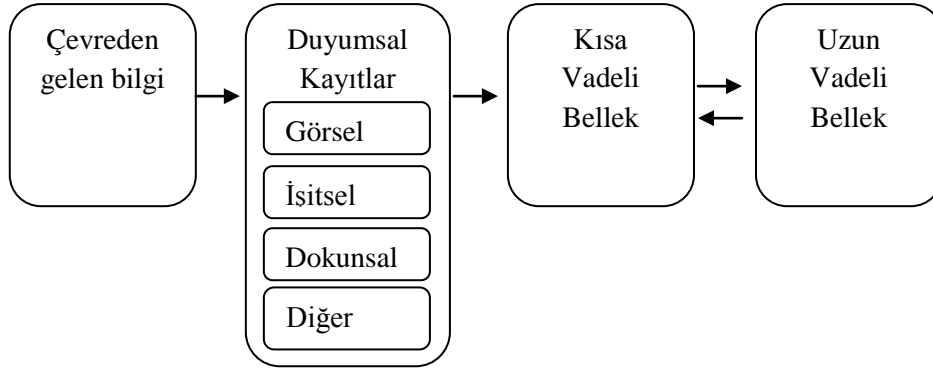 Çevreden
gelen bilgi
Duyumsal
Kayıtlar
Görsel
İşitsel
Dokunsal
Diğer
Kısa
Vadeli
Bellek
Uzun
Vadeli
Bellek